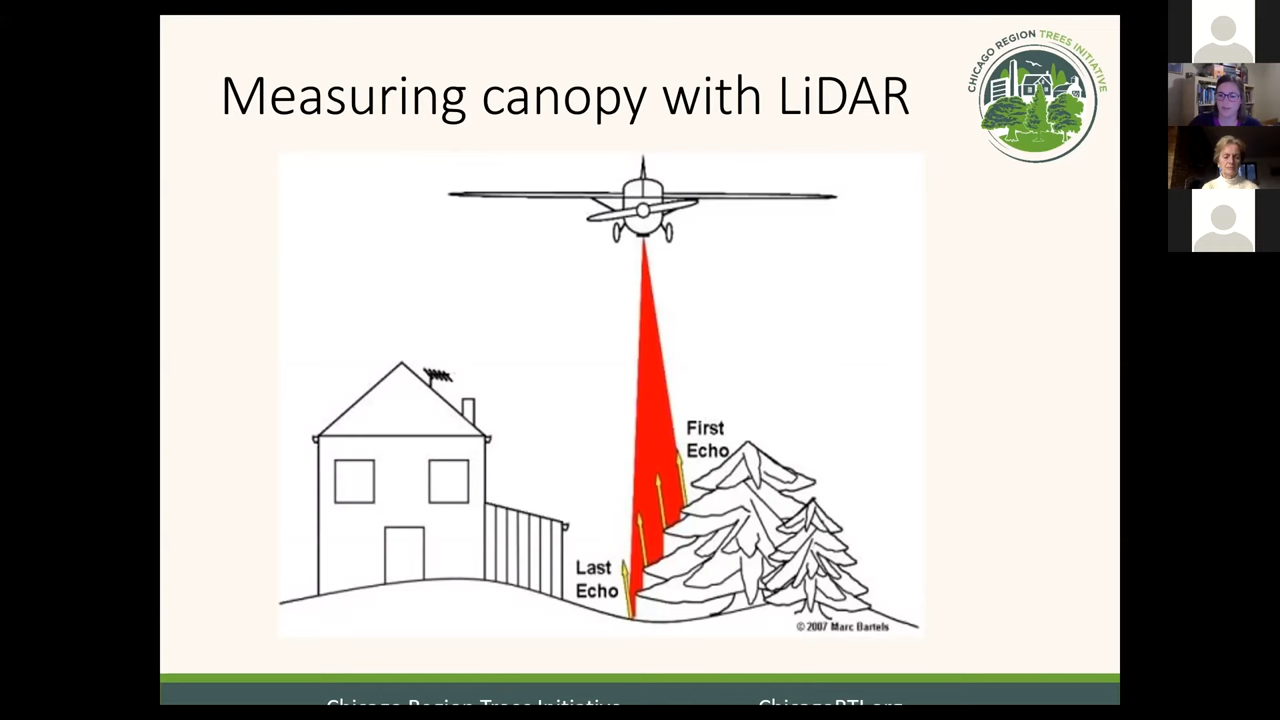 Measuring canopy with LiDAR
CHICAGO REGION TREES INITIATIVE
First
Echo
Last
Echo
© 2007 Marc Bartels
Chicago Region Trees Initiative
ChicagoRTI.org